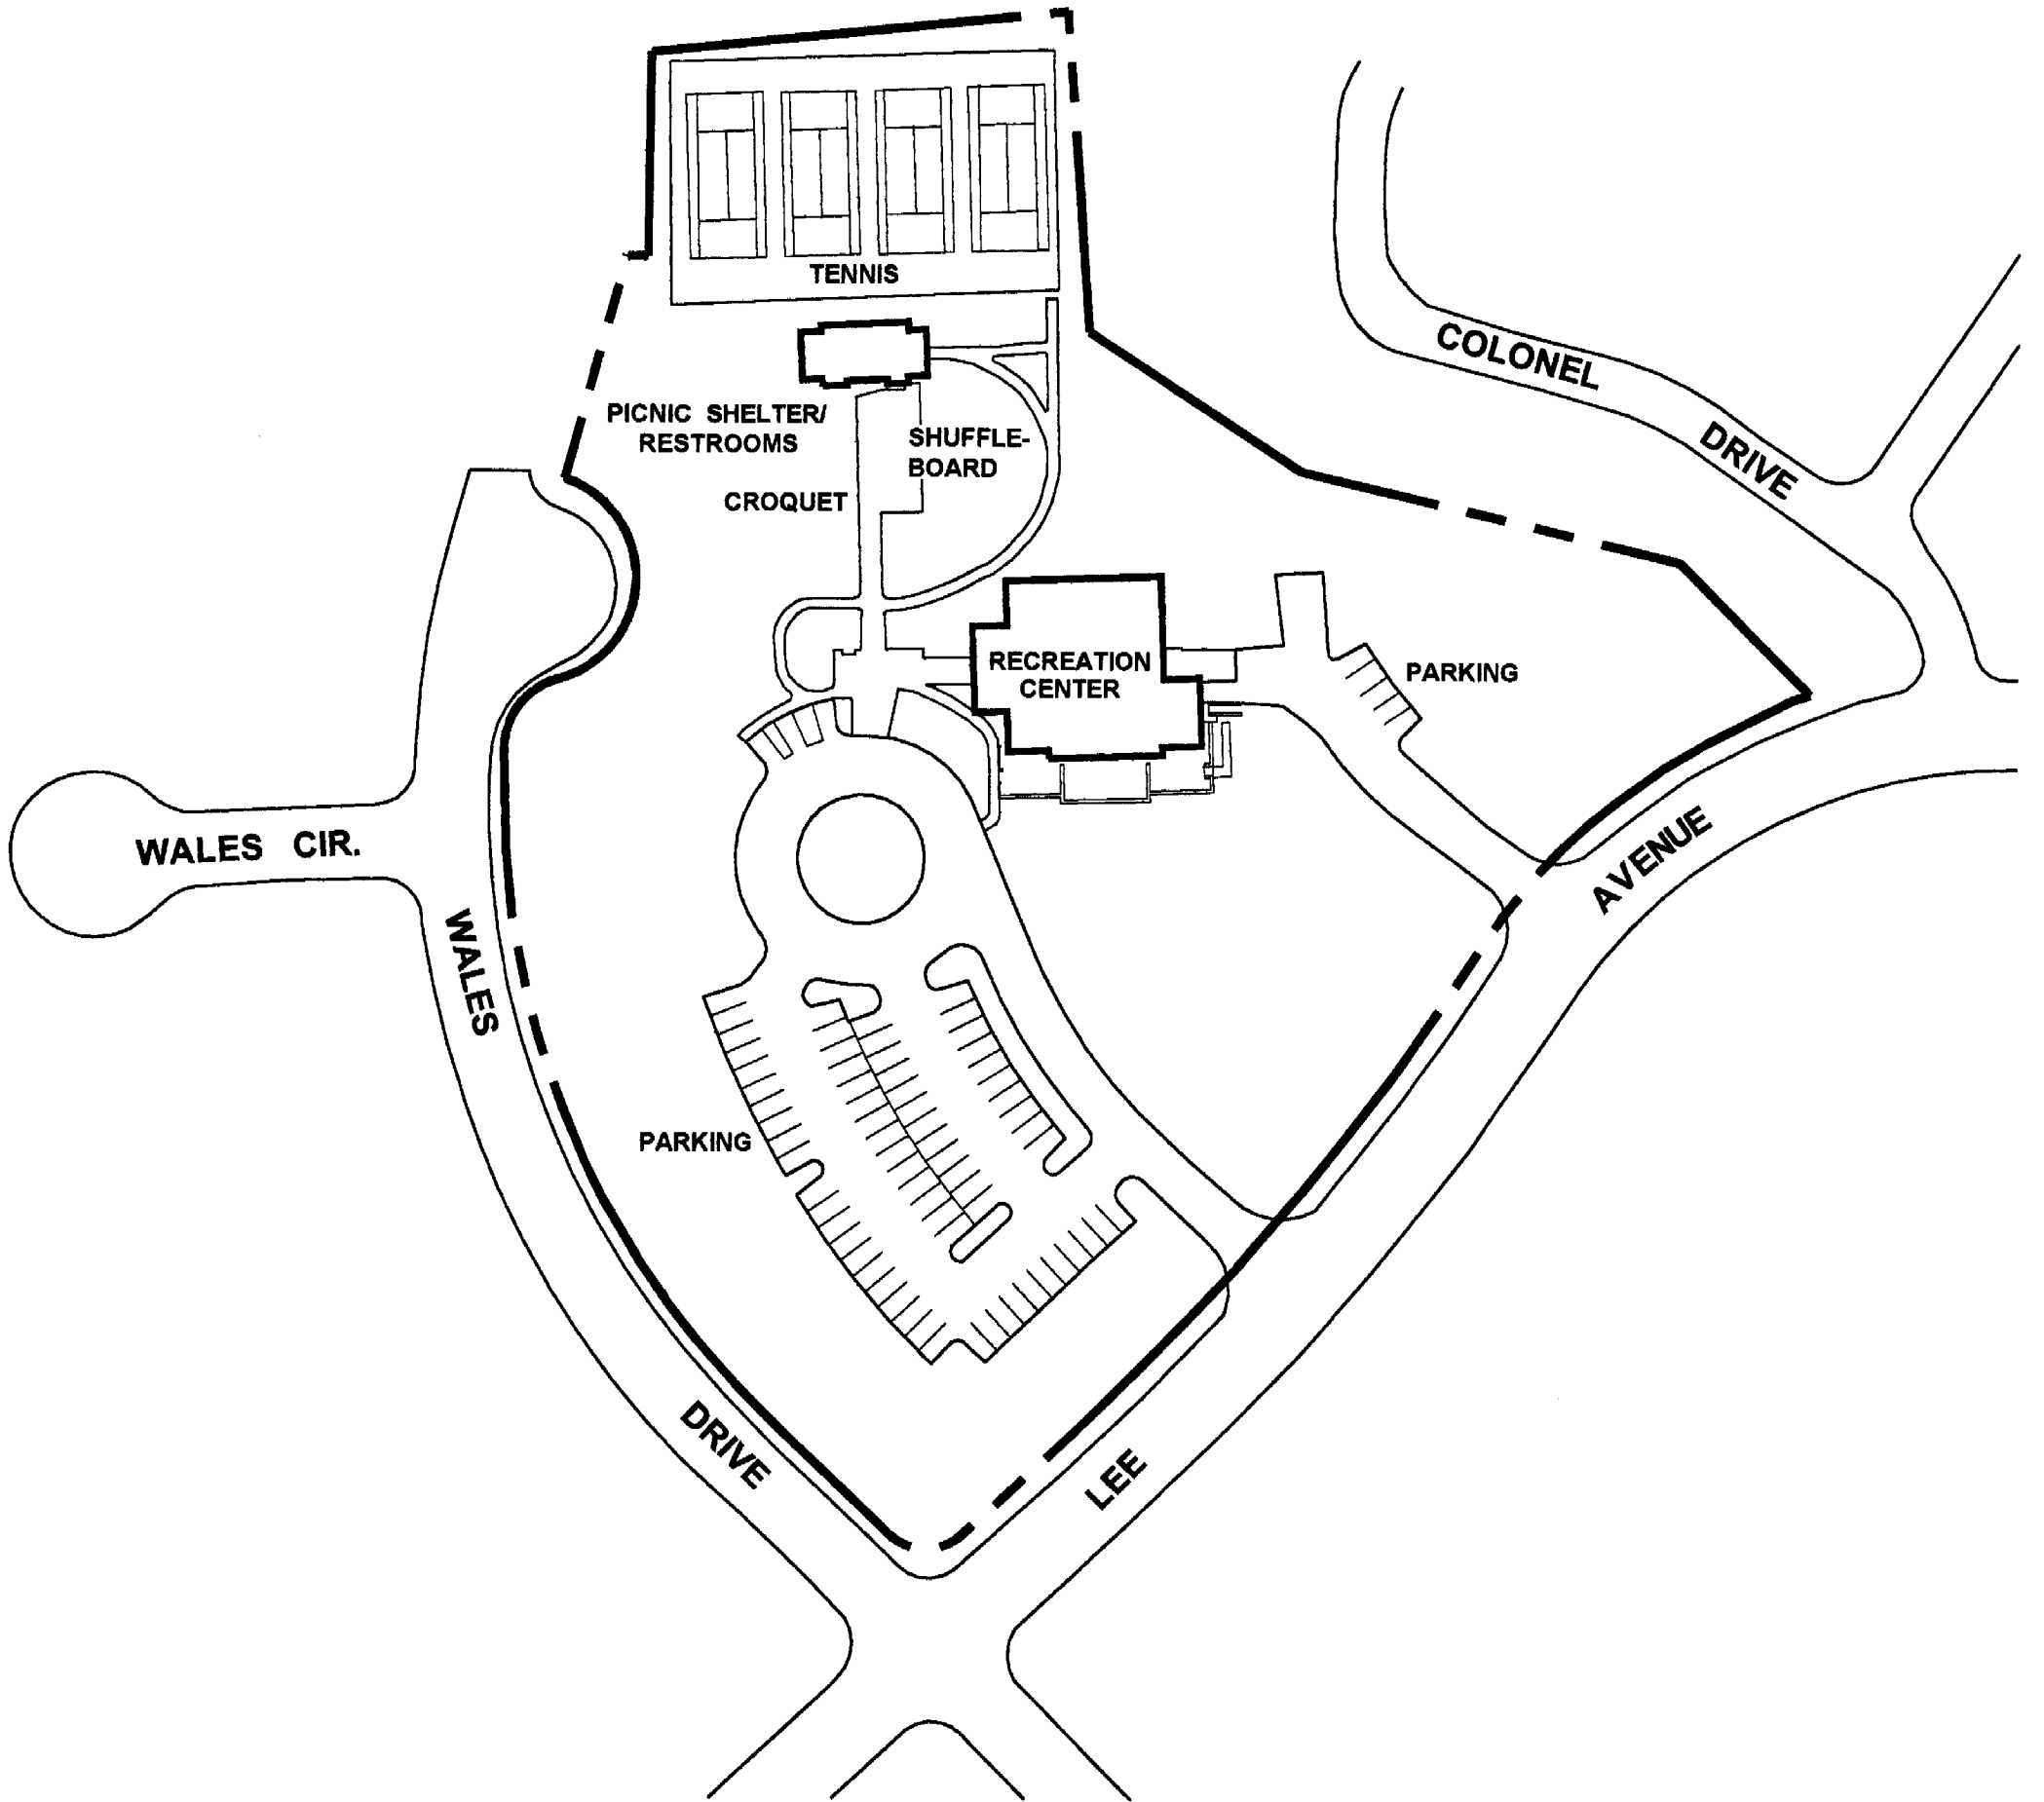 TENNIS
COLONEL
DRIVE
PICNIC SHELTER/
RESTROOMS
SHUFFLE-
BOARD
CROQUET
RECREATION
CENTER
PARKING
WALES CIR.
AVENUE
WALES
PARKING
DRIVE
LEE